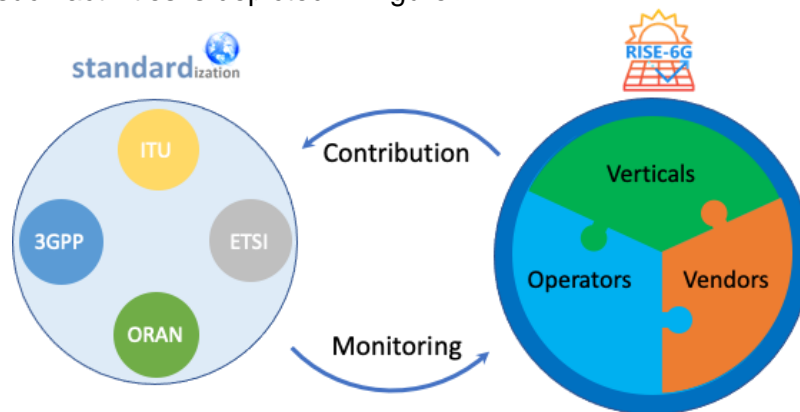 standardization
RISE-6G
ITU
Contribution
Verticals
3GPP
ETSI
Operators
Vendors
ORAN
Monitoring